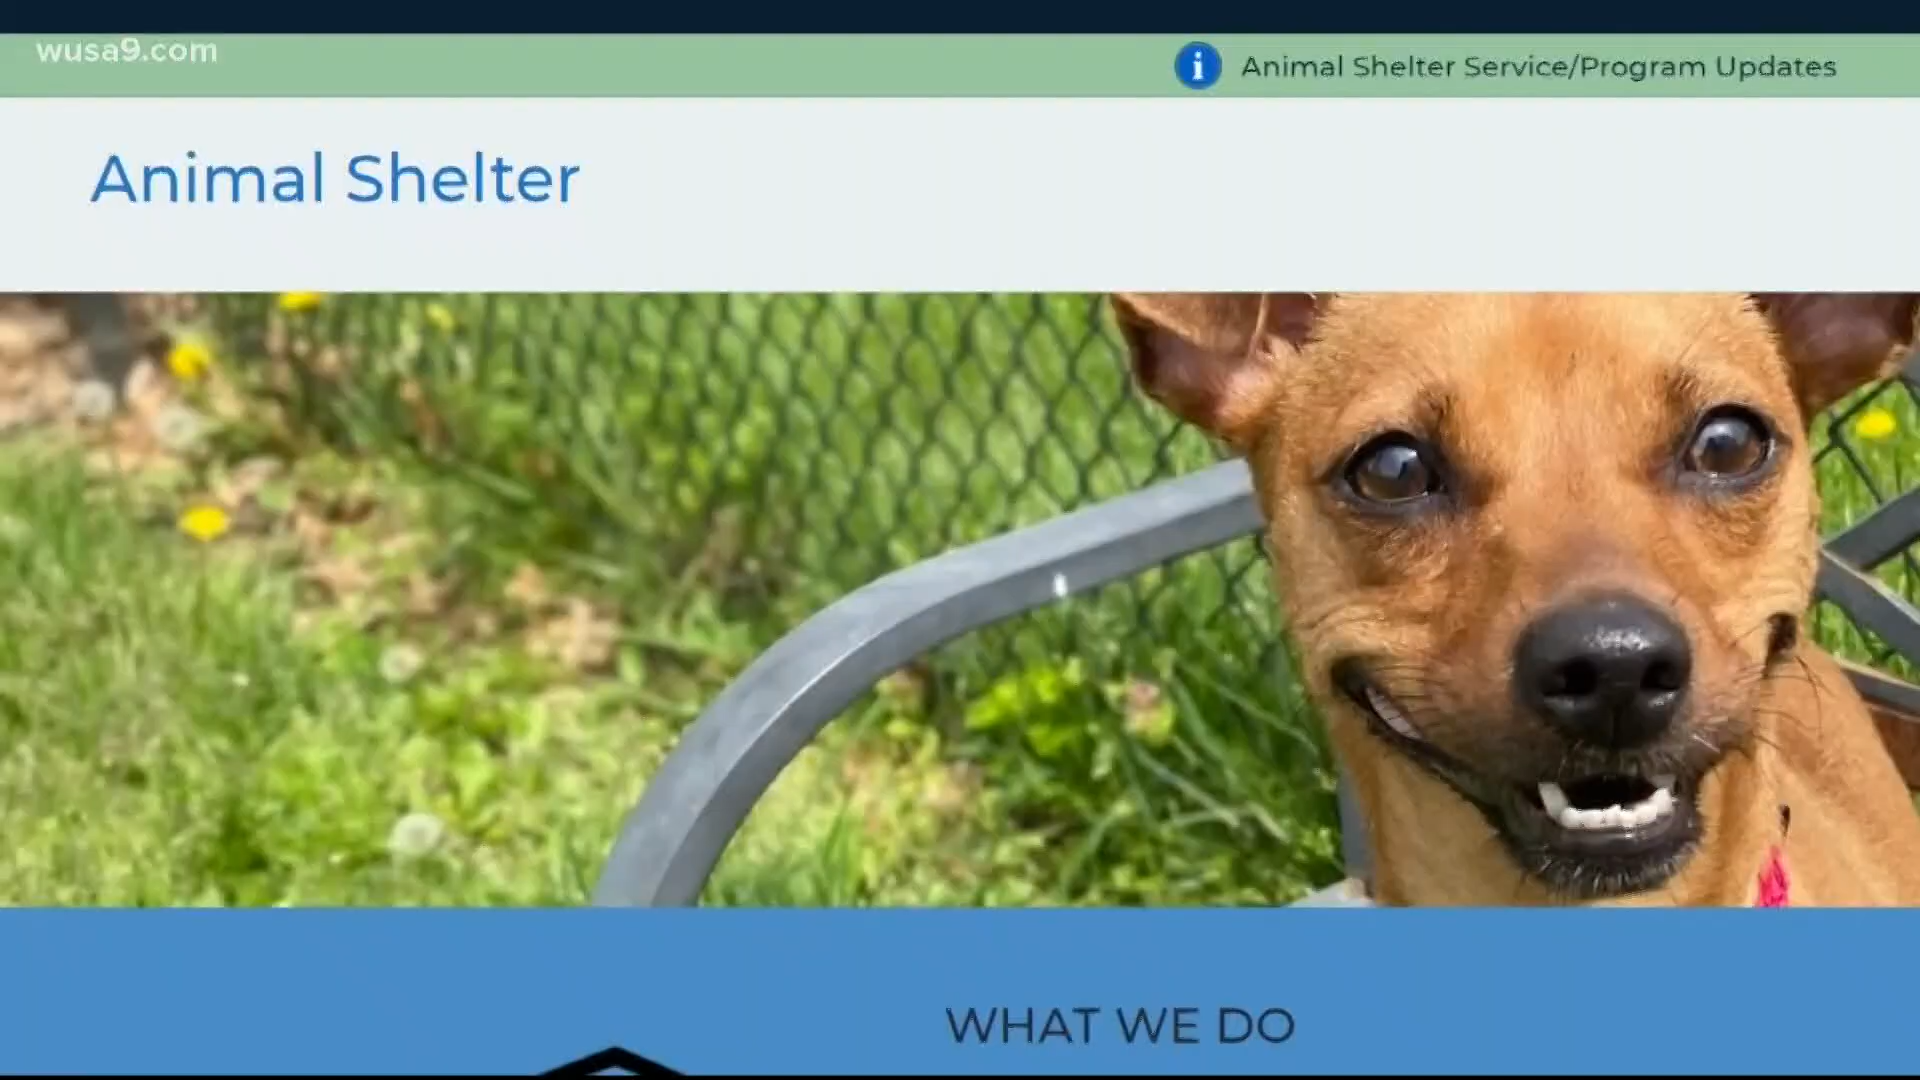 wusa9.com
Animal Shelter Service/Program Updates
Animal Shelter
WHAT WE DO